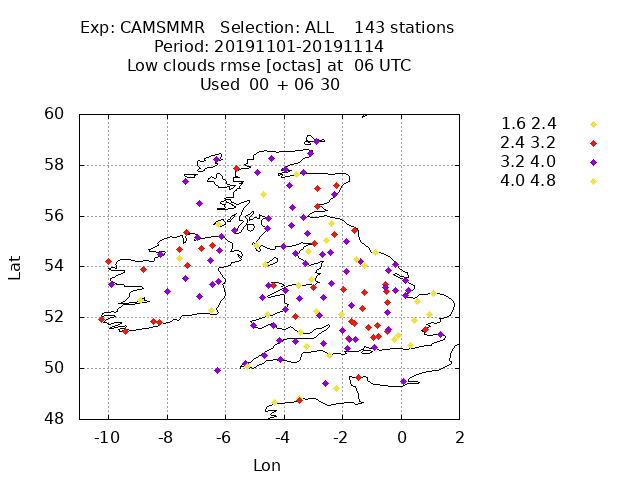 Exp: CAMSMMR   Selection: ALL    143 stations
Period: 20191101-20191114
Low clouds rmse [octas] at  06 UTC
Used  00 + 06 30
60
58
56
54
52
50
48
-10 -8 -6 -4 -2 0 2
Lat
Lon
1.6 2.4
2.4 3.2
3.2 4.0
4.0 4.8